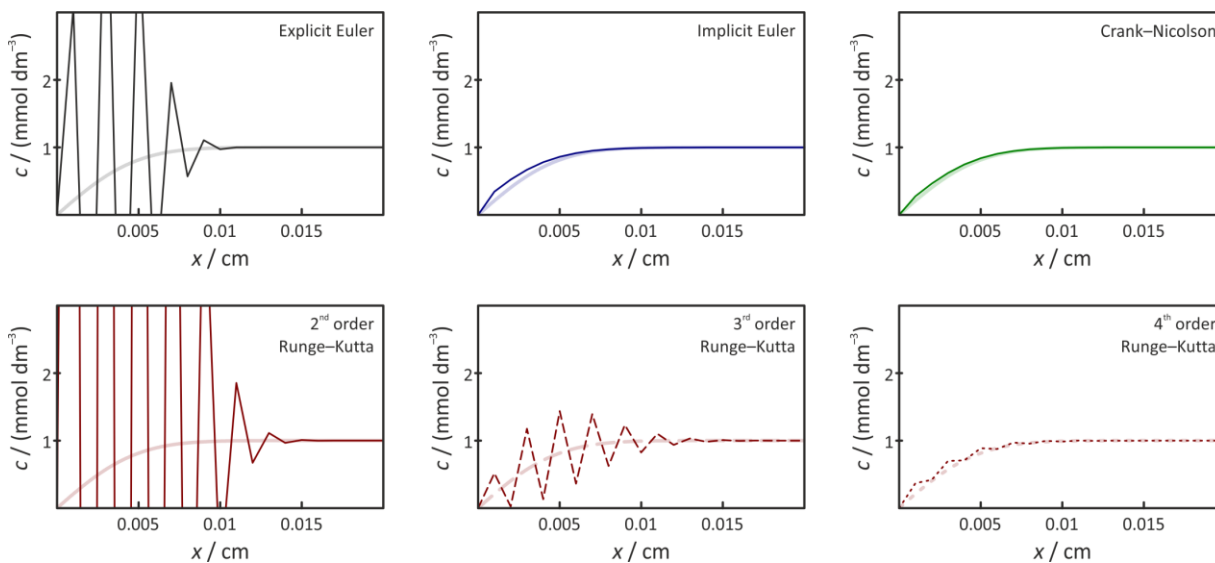 Explicit Euler
c / (mmol dm⁻³)
2
1
0.005 0.01 0.015
x / cm
Implicit Euler
c / (mmol dm⁻³)
2
1
0.005 0.01 0.015
x / cm
Crank–Nicolson
c / (mmol dm⁻³)
2
1
0.005 0.01 0.015
x / cm
2ⁿᵈ order
Runge–Kutta
c / (mmol dm⁻³)
2
1
0.005 0.01 0.015
x / cm
3ʳᵈ order
Runge–Kutta
c / (mmol dm⁻³)
2
1
0.005 0.01 0.015
x / cm
4ᵗʰ order
Runge–Kutta
c / (mmol dm⁻³)
2
1
0.005 0.01 0.015
x / cm